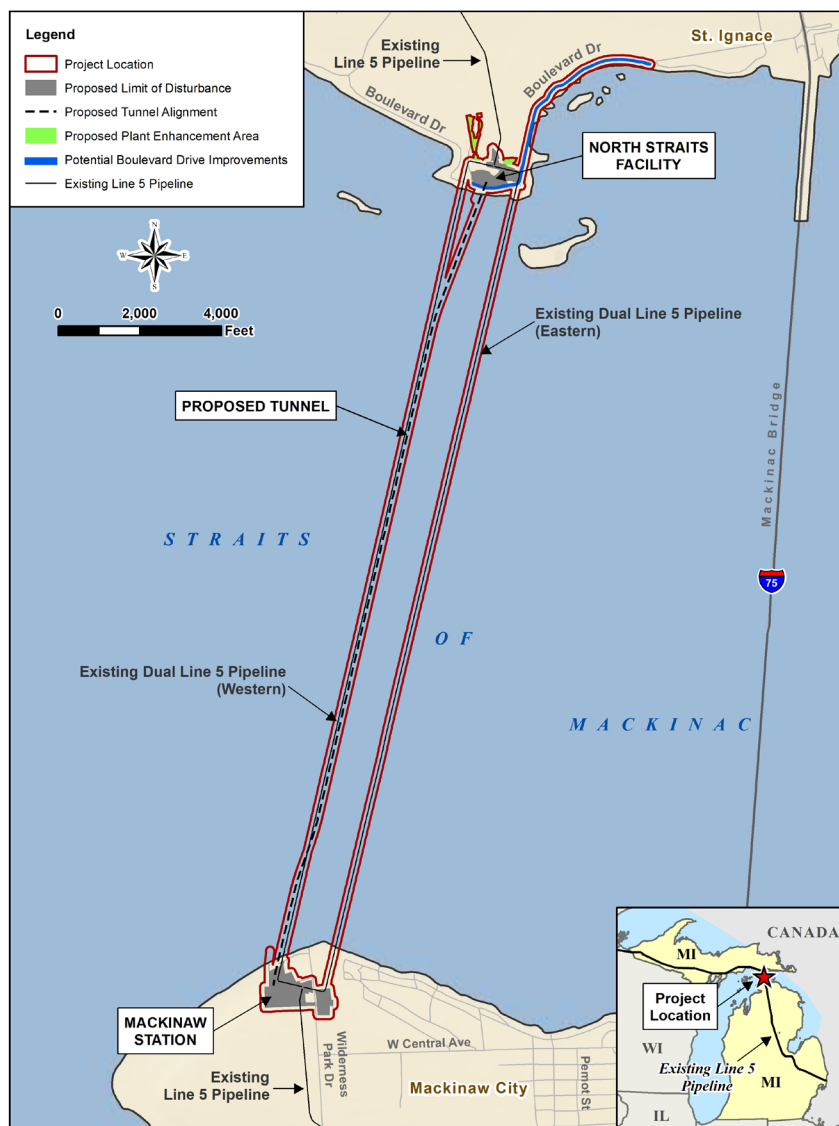 Legend
Project Location
Proposed Limit of Disturbance
Proposed Tunnel Alignment
Proposed Plant Enhancement Area
Potential Boulevard Drive Improvements
Existing Line 5 Pipeline
N
W
E
S
0
2,000
4,000
Feet
Existing
Line 5 Pipeline
St. Ignace
Boulevard Dr
Boulevard Dr
NORTH STRAITS
FACILITY
Existing Dual Line 5 Pipeline
(Eastern)
PROPOSED TUNNEL
Mackinac Bridge
STRAITS
75
OF
Existing Dual Line 5 Pipeline
(Western)
MACKINAC
MACKINAW
STATION
Wilderness
Park Dr
W Central Ave
Pemot St
Existing
Line 5 Pipeline
Mackinaw City
CANADA
MI
Project
Location
WI
Existing Line 5
Pipeline
MI
IL